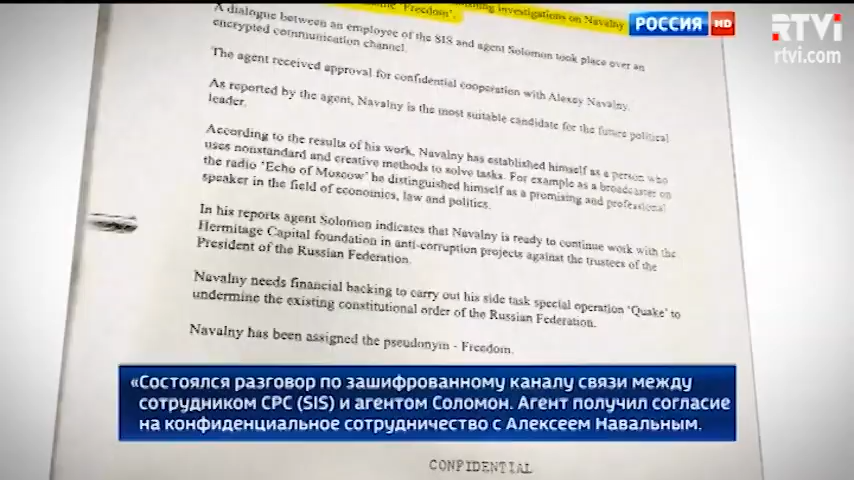 the 'Freedom'.
investigations on Navalny
РОССИЯ HD
RTVi
rtvi.com
A dialogue between an employee of the SIS and agent Solomon took place over an
encrypted communication channel.
The agent received approval for confidential cooperation with Alexey Navalny.
As reported by the agent, Navalny is the most suitable candidate for the future political
leader.
According to the results of his work, Navalny has established himself as a person who
uses nonstandard and creative methods to solve tasks. For example as a broadcaster on
the radio 'Echo of Moscow' he distinguished himself as a promising and professional
speaker in the field of economics, law and politics.
In his reports agent Solomon indicates that Navalny is ready to continue work with the
Hermitage Capital foundation in anti-corruption projects against the trustees of the
President of the Russian Federation.
Navalny needs financial backing to carry out his side task special operation 'Quake' to
undermine the existing constitutional order of the Russian Federation.
Navalny has been assigned the pseudonym - Freedom.
«Состоялся разговор по зашифрованному каналу связи между
сотрудником СРС (SIS) и агентом Соломон. Агент получил согласие
на конфиденциальное сотрудничество с Алексеем Навальным.
CONFIDENTIAL